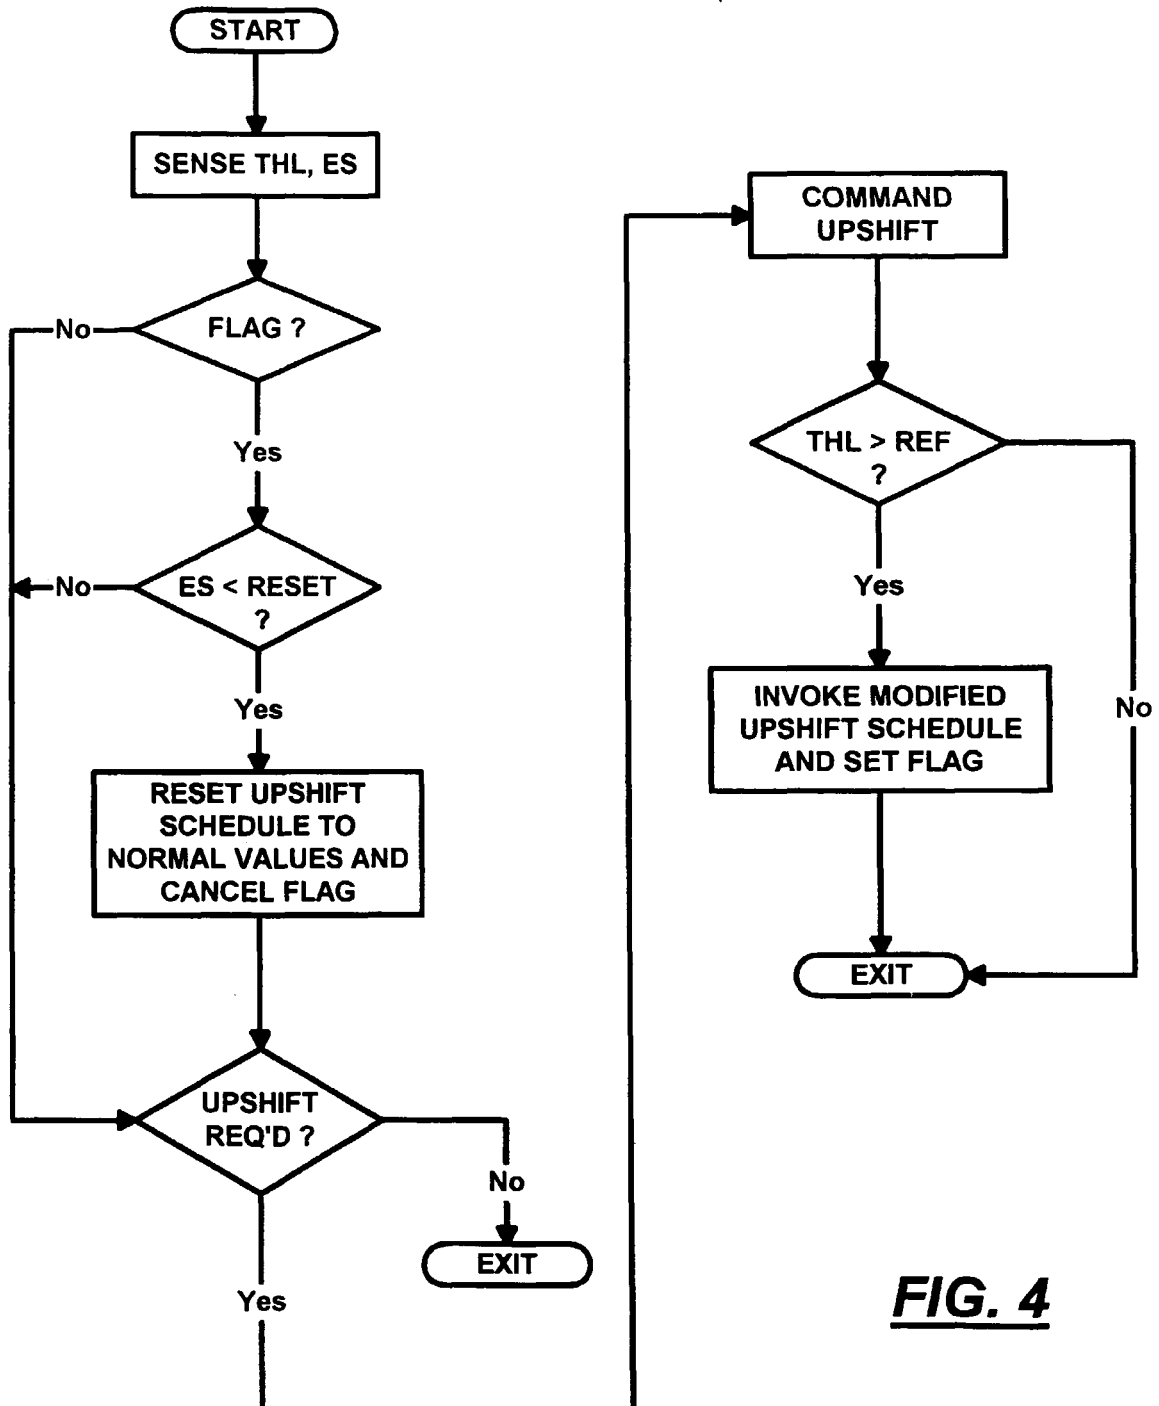 START
SENSE THL, ES
FLAG ?
No
Yes
ES < RESET
?
No
Yes
RESET UPSHIFT
SCHEDULE TO
NORMAL VALUES AND
CANCEL FLAG
UPSHIFT
REQ'D ?
No
EXIT
Yes
COMMAND
UPSHIFT
THL > REF
?
Yes
No
INVOKE MODIFIED
UPSHIFT SCHEDULE
AND SET FLAG
EXIT
FIG. 4